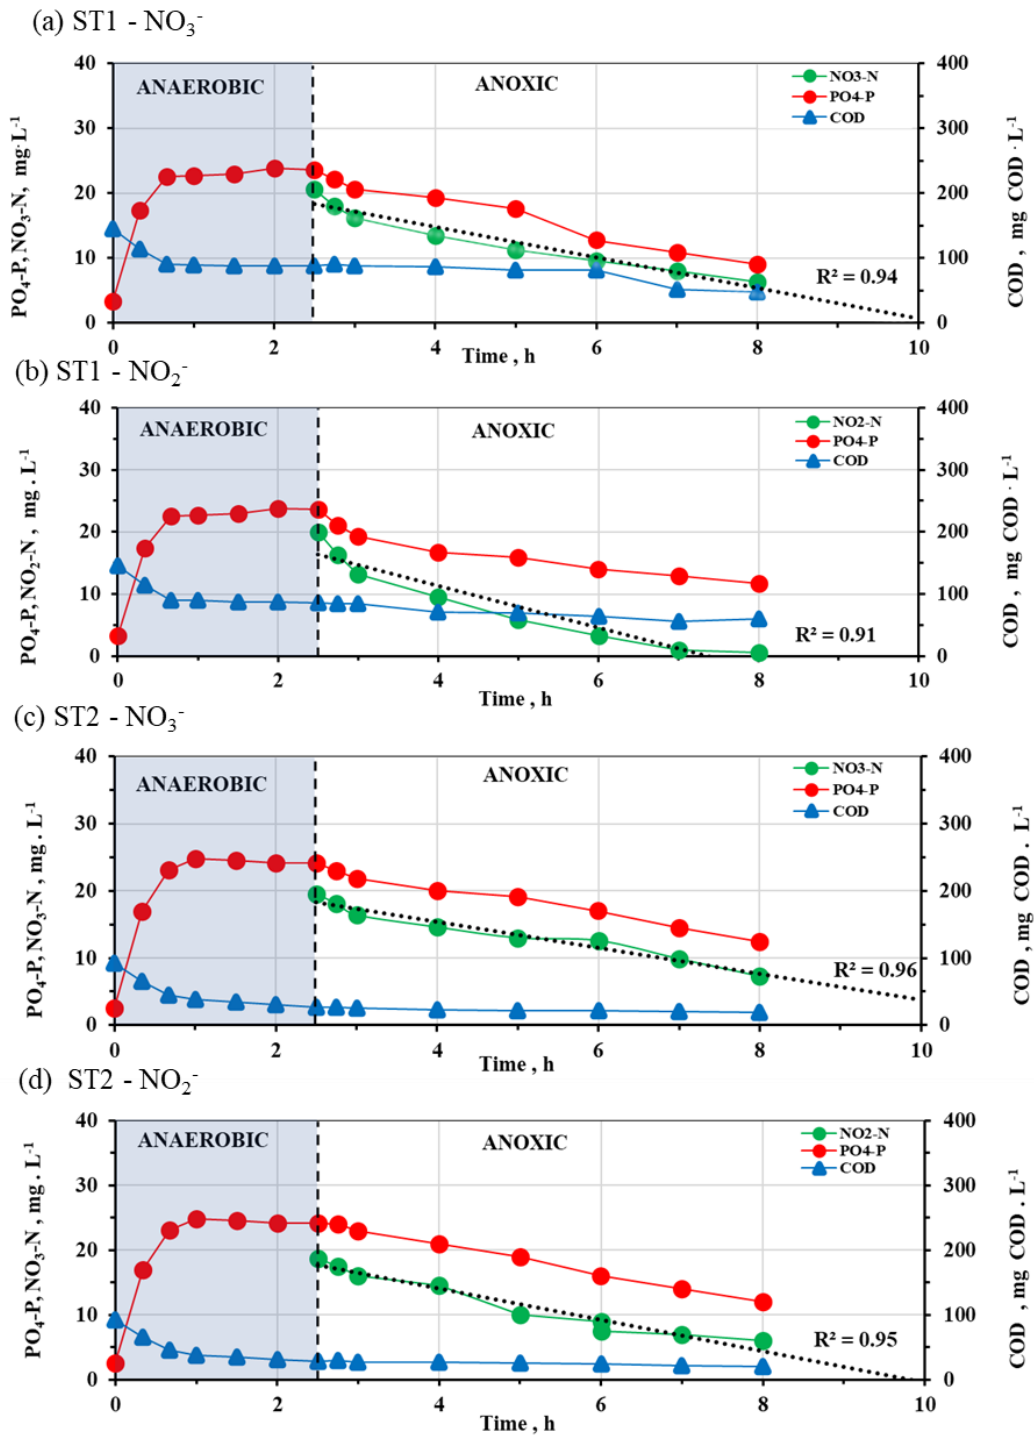 (a) ST1 - NO₃⁻
40 400
ANAEROBIC ANOXIC NO3-N
PO4-P
COD
30 300
20 200
10 100
R² = 0.94
0 0
0 2 4 6 8 10
PO₄-P, NO₃-N, mg·L⁻¹
COD , mg COD · L⁻¹
Time , h
(b) ST1 - NO₂⁻
40 400
ANAEROBIC ANOXIC NO2-N
PO4-P
COD
30 300
20 200
10 100
R² = 0.91
0 0
0 2 4 6 8 10
PO₄-P, NO₂-N , mg . L⁻¹
COD , mg COD · L⁻¹
Time , h
(c) ST2 - NO₃⁻
40 400
ANAEROBIC ANOXIC NO3-N
PO4-P
COD
30 300
20 200
10 100
R² = 0.96
0 0
0 2 4 6 8 10
PO₄-P, NO₃-N , mg . L⁻¹
COD , mg COD . L⁻¹
Time , h
(d) ST2 - NO₂⁻
40 400
ANAEROBIC ANOXIC NO2-N
PO4-P
COD
30 300
20 200
10 100
R² = 0.95
0 0
0 2 4 6 8 10
PO₄-P, NO₃-N , mg . L⁻¹
COD , mg COD . L⁻¹
Time , h